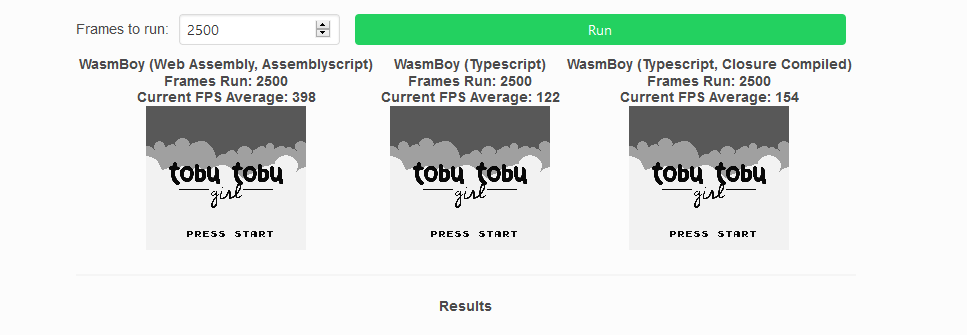 Frames to run: 2500 Run
WasmBoy (Web Assembly, Assemblyscript)
Frames Run: 2500
Current FPS Average: 398
tobu tobu
girl
PRESS START
WasmBoy (Typescript)
Frames Run: 2500
Current FPS Average: 122
tobu tobu
girl
PRESS START
WasmBoy (Typescript, Closure Compiled)
Frames Run: 2500
Current FPS Average: 154
tobu tobu
girl
PRESS START
Results